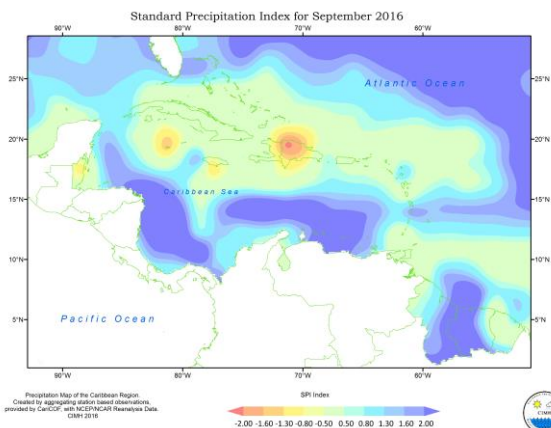 Standard Precipitation Index for September 2016
90°W 80°W 70°W 60°W
25°N 25°N
Atlantic Ocean
20°N 20°N
Caribbean Sea
15°N 15°N
10°N 10°N
Pacific Ocean
5°N 5°N
90°W 80°W 70°W 60°W
Precipitation Map of the Caribbean Region.
Created by aggregating station based observations,
provided by CariCOF, with NCEP/NCAR Reanalysis Data.
CIMH 2016
SPI Index
-2.00 -1.60 -1.30 -0.80 -0.50 0.50 0.80 1.30 1.60 2.00
CIMH